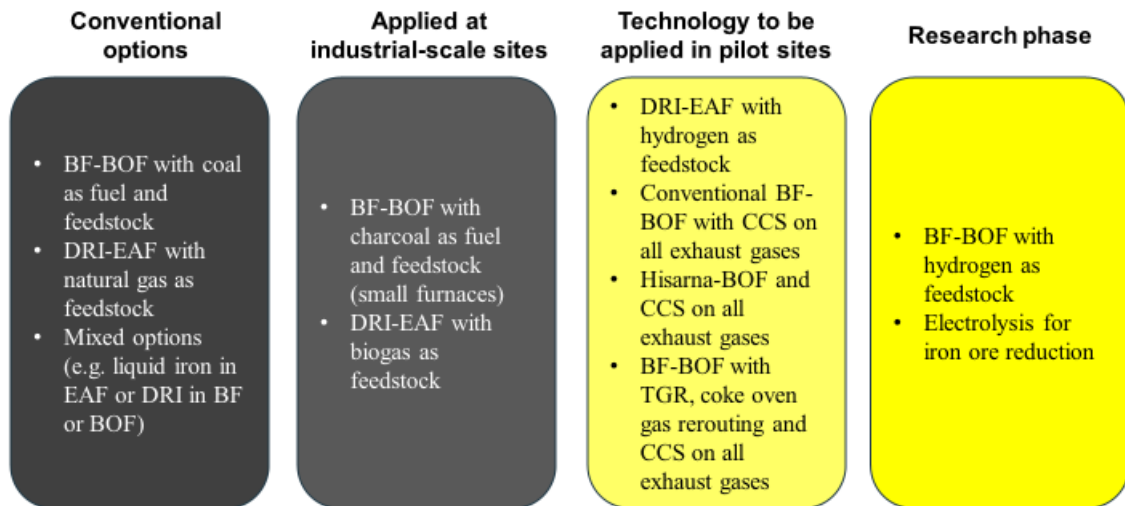 Conventional
options
• BF-BOF with coal
as fuel and
feedstock
• DRI-EAF with
natural gas as
feedstock
• Mixed options
(e.g. liquid iron in
EAF or DRI in BF
or BOF)
Applied at
industrial-scale sites
• BF-BOF with
charcoal as fuel
and feedstock
(small furnaces)
• DRI-EAF with
biogas as
feedstock
Technology to be
applied in pilot sites
• DRI-EAF with
hydrogen as
feedstock
• Conventional BF-
BOF with CCS on
all exhaust gases
• Hisarna-BOF and
CCS on all
exhaust gases
• BF-BOF with
TGR, coke oven
gas rerouting and
CCS on all
exhaust gases
Research phase
• BF-BOF with
hydrogen as
feedstock
• Electrolysis for
iron ore reduction